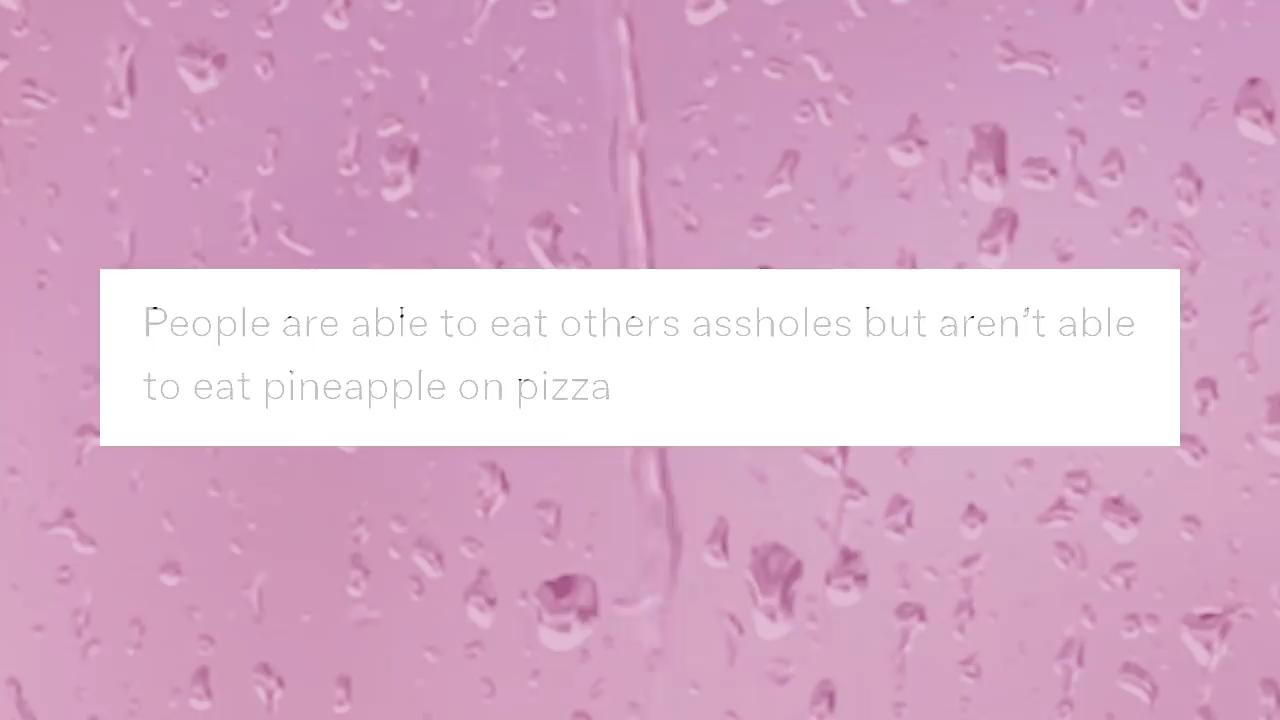 People are able to eat others assholes but aren't able
to eat pineapple on pizza